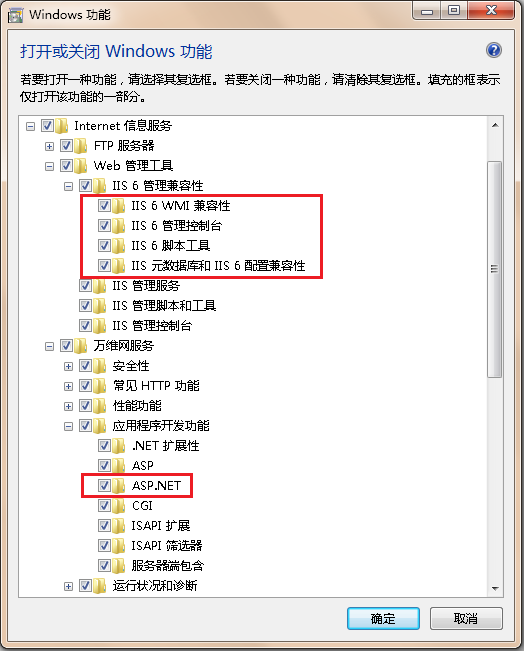 Windows 功能
打开或关闭 Windows 功能
若要打开一种功能，请选择其复选框。若要关闭一种功能，请清除其复选框。填充的框表示
仅打开该功能的一部分。
Internet 信息服务
FTP 服务器
Web 管理工具
IIS 6 管理兼容性
IIS 6 WMI 兼容性
IIS 6 管理控制台
IIS 6 脚本工具
IIS 元数据库和 IIS 6 配置兼容性
IIS 管理服务
IIS 管理脚本和工具
IIS 管理控制台
万维网服务
安全性
常见 HTTP 功能
性能功能
应用程序开发功能
.NET 扩展性
ASP
ASP.NET
CGI
ISAPI 扩展
ISAPI 筛选器
服务器端包含
运行状况和诊断
确定
取消